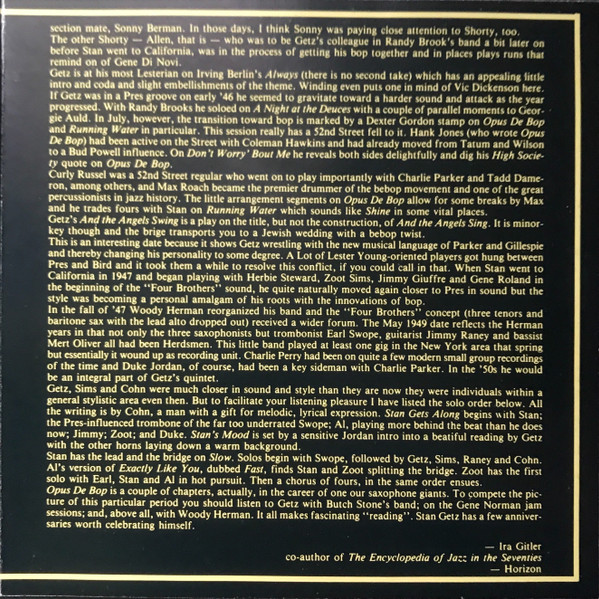 section mate, Sonny Berman. In those days, I think Sonny was paying close attention to Shorty, too.
The other Shorty — Allen, that is — who was to be Getz's colleague in Randy Brook's band a bit later on
before Stan went to California, was in the process of getting his bop together and in places plays runs that
remind on of Gene Di Novi.
Getz is at his most Lesterian on Irving Berlin's Always (there is no second take) which has an appealing little
intro and coda and slight embellishments of the theme. Winding even puts one in mind of Vic Dickenson here.
If Getz was in a Pres groove on early '46 he seemed to gravitate toward a harder sound and attack as the year
progressed. With Randy Brooks he soloed on A Night at the Deuces with a couple of parallel moments to Geor-
gie Auld. In July, however, the transition toward bop is marked by a Dexter Gordon stamp on Opus De Bop
and Running Water in particular. This session really has a 52nd Street fell to it. Hank Jones (who wrote Opus
De Bop) had been active on the Street with Coleman Hawkins and had already moved from Tatum and Wilson
to a Bud Powell influence. On Don't Worry' Bout Me he reveals both sides delightfully and dig his High Socie-
ty quote on Opus De Bop.
Curly Russel was a 52nd Street regular who went on to play importantly with Charlie Parker and Tadd Dame-
ron, among others, and Max Roach became the premier drummer of the bebop movement and one of the great
percussionists in jazz history. The little arrangement segments on Opus De Bop allow for some breaks by Max
and he trades fours with Stan on Running Water which sounds like Shine in some vital places.
Getz's And the Angels Swing is a play on the title, but not the construction, of And the Angels Sing. It is minor-
key though and the brige transports you to a Jewish wedding with a bebop twist.
This is an interesting date because it shows Getz wrestling with the new musical language of Parker and Gillespie
and thereby changing his personality to some degree. A Lot of Lester Young-oriented players got hung between
Pres and Bird and it took them a while to resolve this conflict, if you could call in that. When Stan went to
California in 1947 and began playing with Herbie Steward, Zoot Sims, Jimmy Giuffre and Gene Roland in
the beginning of the "Four Brothers" sound, he quite naturally moved again closer to Pres in sound but the
style was becoming a personal amalgam of his roots with the innovations of bop.
In the fall of '47 Woody Herman reorganized his band and the "Four Brothers" concept (three tenors and
baritone sax with the lead alto dropped out) received a wider forum. The May 1949 date reflects the Herman
years in that not only the three saxophonists but trombonist Earl Swope, guitarist Jimmy Raney and bassist
Mert Oliver all had been Herdsmen. This little band played at least one gig in the New York area that spring
but essentially it wound up as recording unit. Charlie Perry had been on quite a few modern small group recordings
of the time and Duke Jordan, of course, had been a key sideman with Charlie Parker. In the '50s he would
be an integral part of Getz's quintet.
Getz, Sims and Cohn were much closer in sound and style than they are now they were individuals within a
general stylistic area even then. But to facilitate your listening pleasure I have listed the solo order below. All
the writing is by Cohn, a man with a gift for melodic, lyrical expression. Stan Gets Along begins with Stan;
the Pres-influenced trombone of the far too underrated Swope; Al, playing more behind the beat than he does
now; Jimmy; Zoot; and Duke. Stan's Mood is set by a sensitive Jordan intro into a beatiful reading by Getz
with the other horns laying down a warm background.
Stan has the lead and the bridge on Slow. Solos begin with Swope, followed by Getz, Sims, Raney and Cohn.
Al's version of Exactly Like You, dubbed Fast, finds Stan and Zoot splitting the bridge. Zoot has the first
solo with Earl, Stan and Al in hot pursuit. Then a chorus of fours, in the same order ensues.
Opus De Bop is a couple of chapters, actually, in the career of one our saxophone giants. To compete the pic-
ture of this particular period you should listen to Getz with Butch Stone's band; on the Gene Norman jam
sessions; and, above all, with Woody Herman. It all makes fascinating "reading". Stan Getz has a few anniver-
saries worth celebrating himself.
— Ira Gitler
co-author of The Encyclopedia of Jazz in the Seventies
— Horizon